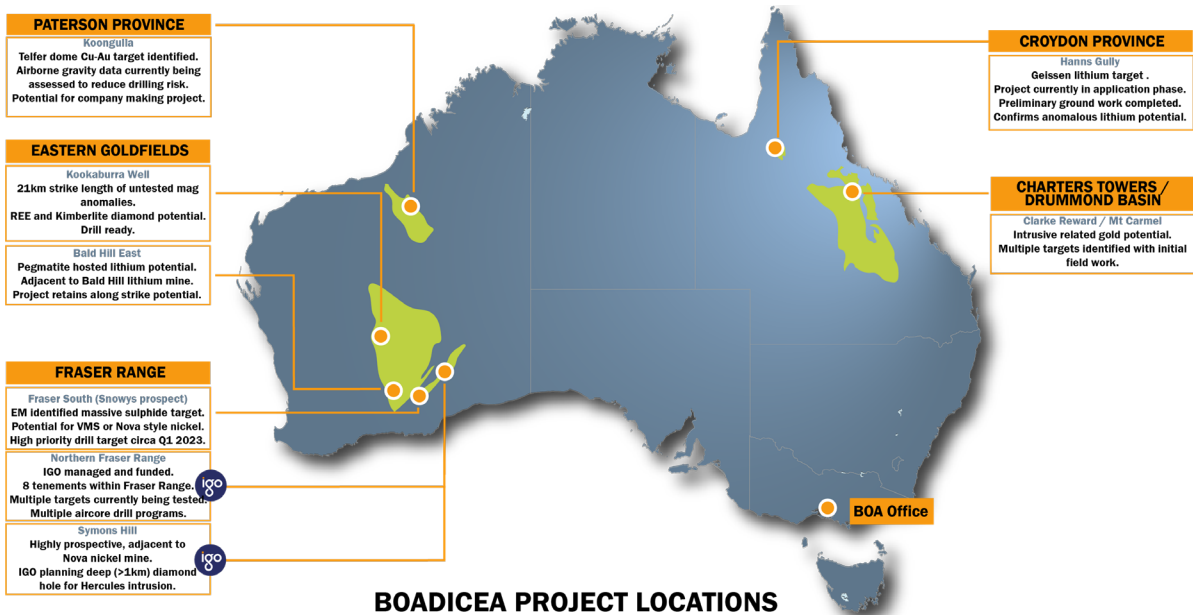 PATERSON PROVINCE
Koongulla
Telfer dome Cu-Au target identified.
Airborne gravity data currently being
assessed to reduce drilling risk.
Potential for company making project.
EASTERN GOLDFIELDS
Kookaburra Well
21km strike length of untested mag
anomalies.
REE and Kimberlite diamond potential.
Drill ready.
Bald Hill East
Pegmatite hosted lithium potential.
Adjacent to Bald Hill lithium mine.
Project retains along strike potential.
FRASER RANGE
Fraser South (Snowys prospect)
EM identified massive sulphide target.
Potential for VMS or Nova style nickel.
High priority drill target circa Q1 2023.
Northern Fraser Range
IGO managed and funded.
8 tenements within Fraser Range.
Multiple targets currently being tested.
Multiple aircore drill programs.
igo
Symons Hill
Highly prospective, adjacent to
Nova nickel mine.
IGO planning deep (>1km) diamond
hole for Hercules intrusion.
igo
CROYDON PROVINCE
Hanns Gully
Geissen lithium target .
Project currently in application phase.
Preliminary ground work completed.
Confirms anomalous lithium potential.
CHARTERS TOWERS /
DRUMMOND BASIN
Clarke Reward / Mt Carmel
Intrusive related gold potential.
Multiple targets identified with initial
field work.
BOA Office
BOADICEA PROJECT LOCATIONS